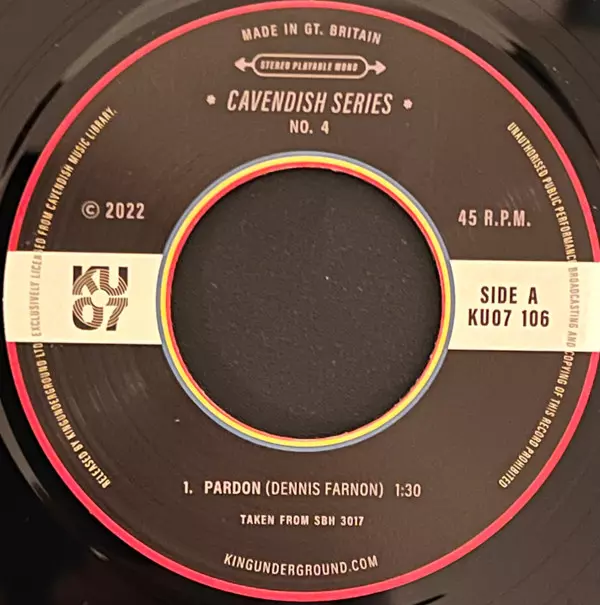 MADE IN GT. BRITAIN
STEREO PLAYABLE MONO
* CAVENDISH SERIES *
NO. 4
© 2022
45 R.P.M.
KU
07
SIDE A
KU07 106
RELEASED BY KINGUNDERGROUND LTD. EXCLUSIVELY LICENSED FROM CAVENDISH MUSIC LIBRARY.
UNAUTHORISED PUBLIC PERFORMANCE BROADCASTING AND COPYING OF THIS RECORD PROHIBITED
1. PARDON (DENNIS FARNON) 1:30
TAKEN FROM SBH 3017
KINGUNDERGROUND.COM